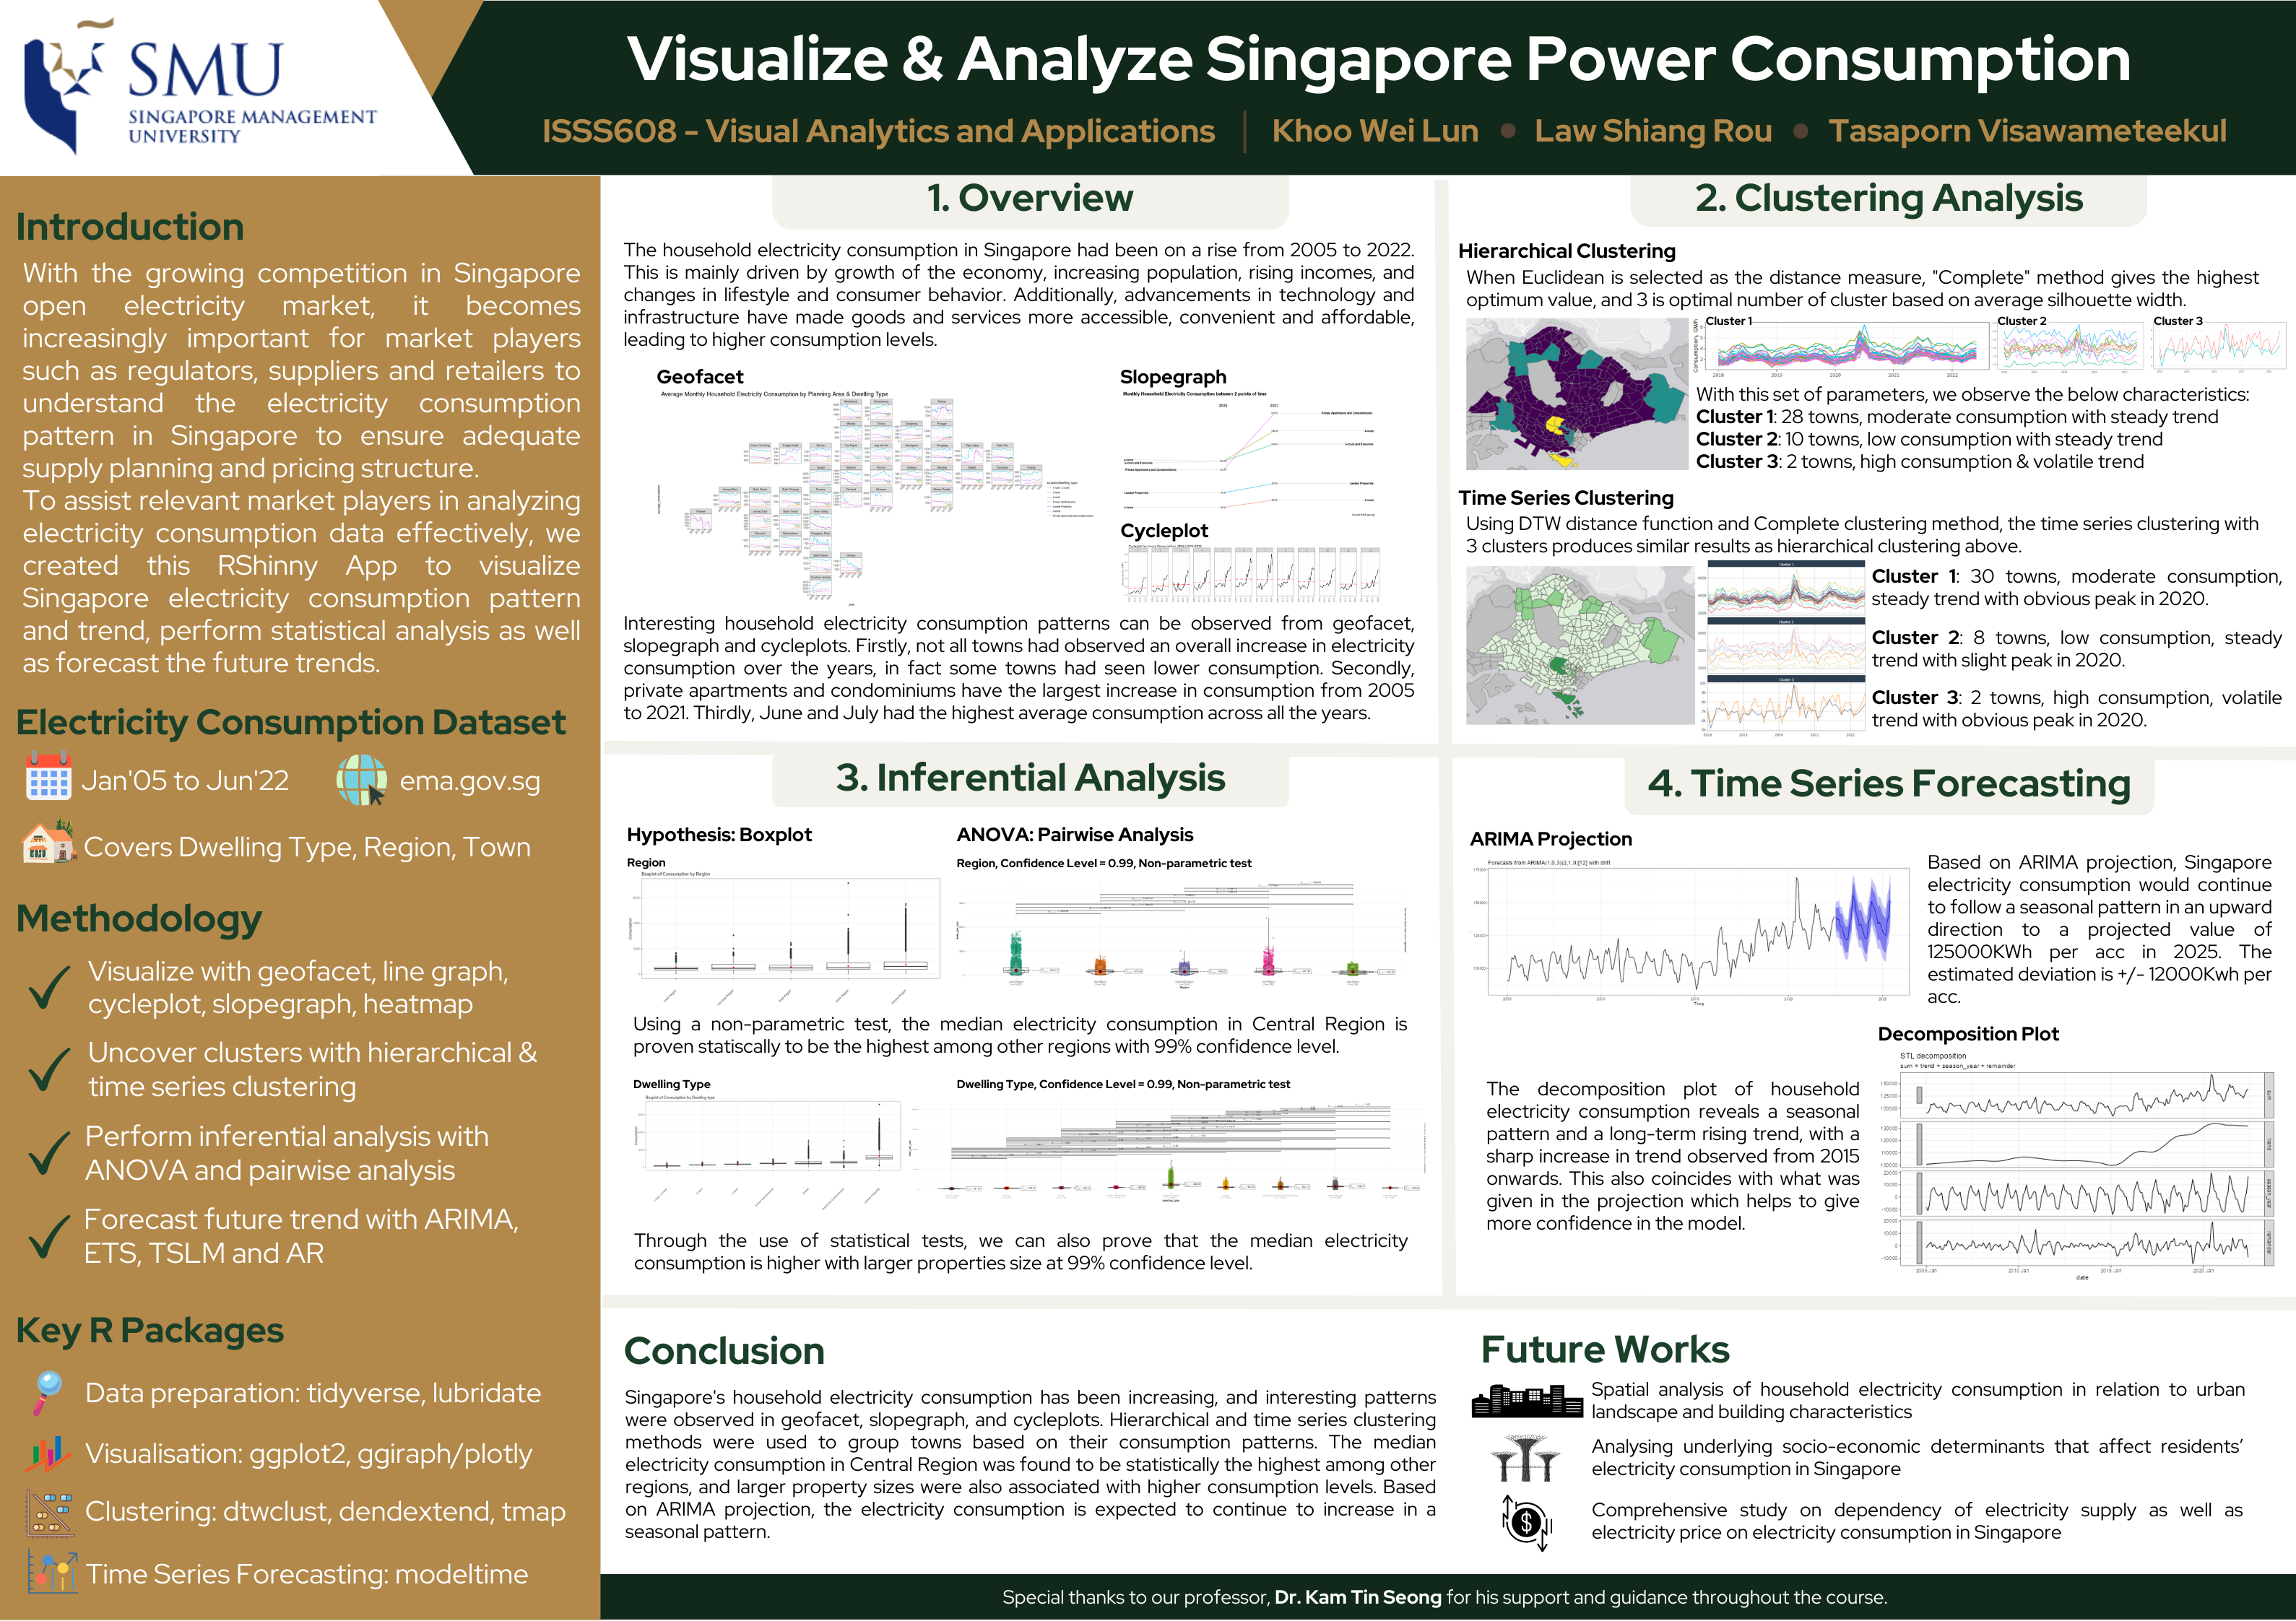 SMU
SINGAPORE MANAGEMENT
UNIVERSITY
Visualize & Analyze Singapore Power Consumption
ISSS608 - Visual Analytics and Applications
Khoo Wei Lun • Law Shiang Rou • Tasaporn Visawameteekul
Introduction
With the growing competition in Singapore
open electricity market, it becomes
increasingly important for market players
such as regulators, suppliers and retailers to
understand the electricity consumption
pattern in Singapore to ensure adequate
supply planning and pricing structure.
To assist relevant market players in analyzing
electricity consumption data effectively, we
created this RShinny App to visualize
Singapore electricity consumption pattern
and trend, perform statistical analysis as well
as forecast the future trends.
Electricity Consumption Dataset
Jan'05 to Jun'22
ema.gov.sg
Covers Dwelling Type, Region, Town
Methodology
Visualize with geofacet, line graph,
cycleplot, slopegraph, heatmap
Uncover clusters with hierarchical &
time series clustering
Perform inferential analysis with
ANOVA and pairwise analysis
Forecast future trend with ARIMA,
ETS, TSLM and AR
Key R Packages
Data preparation: tidyverse, lubridate
Visualisation: ggplot2, ggiraph/plotly
Clustering: dtwclust, dendextend, tmap
Time Series Forecasting: modeltime
1. Overview
The household electricity consumption in Singapore had been on a rise from 2005 to 2022.
This is mainly driven by growth of the economy, increasing population, rising incomes, and
changes in lifestyle and consumer behavior. Additionally, advancements in technology and
infrastructure have made goods and services more accessible, convenient and affordable,
leading to higher consumption levels.
Geofacet
Average Monthly Household Electricity Consumption by Planning Area & Dwelling Type
Slopegraph
Monthly Household Electricity Consumption between 2 points of time
Cycleplot
Interesting household electricity consumption patterns can be observed from geofacet,
slopegraph and cycleplots. Firstly, not all towns had observed an overall increase in electricity
consumption over the years, in fact some towns had seen lower consumption. Secondly,
private apartments and condominiums have the largest increase in consumption from 2005
to 2021. Thirdly, June and July had the highest average consumption across all the years.
2. Clustering Analysis
Hierarchical Clustering
When Euclidean is selected as the distance measure, "Complete" method gives the highest
optimum value, and 3 is optimal number of cluster based on average silhouette width.
Cluster 1
Cluster 2
Cluster 3
2018 2019 2020 2021 2022
With this set of parameters, we observe the below characteristics:
Cluster 1: 28 towns, moderate consumption with steady trend
Cluster 2: 10 towns, low consumption with steady trend
Cluster 3: 2 towns, high consumption & volatile trend
Time Series Clustering
Using DTW distance function and Complete clustering method, the time series clustering with
3 clusters produces similar results as hierarchical clustering above.
Cluster 1: 30 towns, moderate consumption,
steady trend with obvious peak in 2020.
Cluster 2: 8 towns, low consumption, steady
trend with slight peak in 2020.
Cluster 3: 2 towns, high consumption, volatile
trend with obvious peak in 2020.
3. Inferential Analysis
Hypothesis: Boxplot
ANOVA: Pairwise Analysis
Region
Boxplot of Consumption by Region
Region, Confidence Level = 0.99, Non-parametric test
Using a non-parametric test, the median electricity consumption in Central Region is
proven statiscally to be the highest among other regions with 99% confidence level.
Dwelling Type
Boxplot of Consumption by Dwelling type
Dwelling Type, Confidence Level = 0.99, Non-parametric test
Through the use of statistical tests, we can also prove that the median electricity
consumption is higher with larger properties size at 99% confidence level.
4. Time Series Forecasting
ARIMA Projection
Forecasts from ARIMA(1,0,3)(2,1,0)[12] with drift
Time
Based on ARIMA projection, Singapore
electricity consumption would continue
to follow a seasonal pattern in an upward
direction to a projected value of
125000KWh per acc in 2025. The
estimated deviation is +/- 12000Kwh per
acc.
Decomposition Plot
STL decomposition
sum = trend + season_year + remainder
date
The decomposition plot of household
electricity consumption reveals a seasonal
pattern and a long-term rising trend, with a
sharp increase in trend observed from 2015
onwards. This also coincides with what was
given in the projection which helps to give
more confidence in the model.
Conclusion
Singapore's household electricity consumption has been increasing, and interesting patterns
were observed in geofacet, slopegraph, and cycleplots. Hierarchical and time series clustering
methods were used to group towns based on their consumption patterns. The median
electricity consumption in Central Region was found to be statistically the highest among other
regions, and larger property sizes were also associated with higher consumption levels. Based
on ARIMA projection, the electricity consumption is expected to continue to increase in a
seasonal pattern.
Future Works
Spatial analysis of household electricity consumption in relation to urban
landscape and building characteristics
Analysing underlying socio-economic determinants that affect residents'
electricity consumption in Singapore
Comprehensive study on dependency of electricity supply as well as
electricity price on electricity consumption in Singapore
Special thanks to our professor, Dr. Kam Tin Seong for his support and guidance throughout the course.